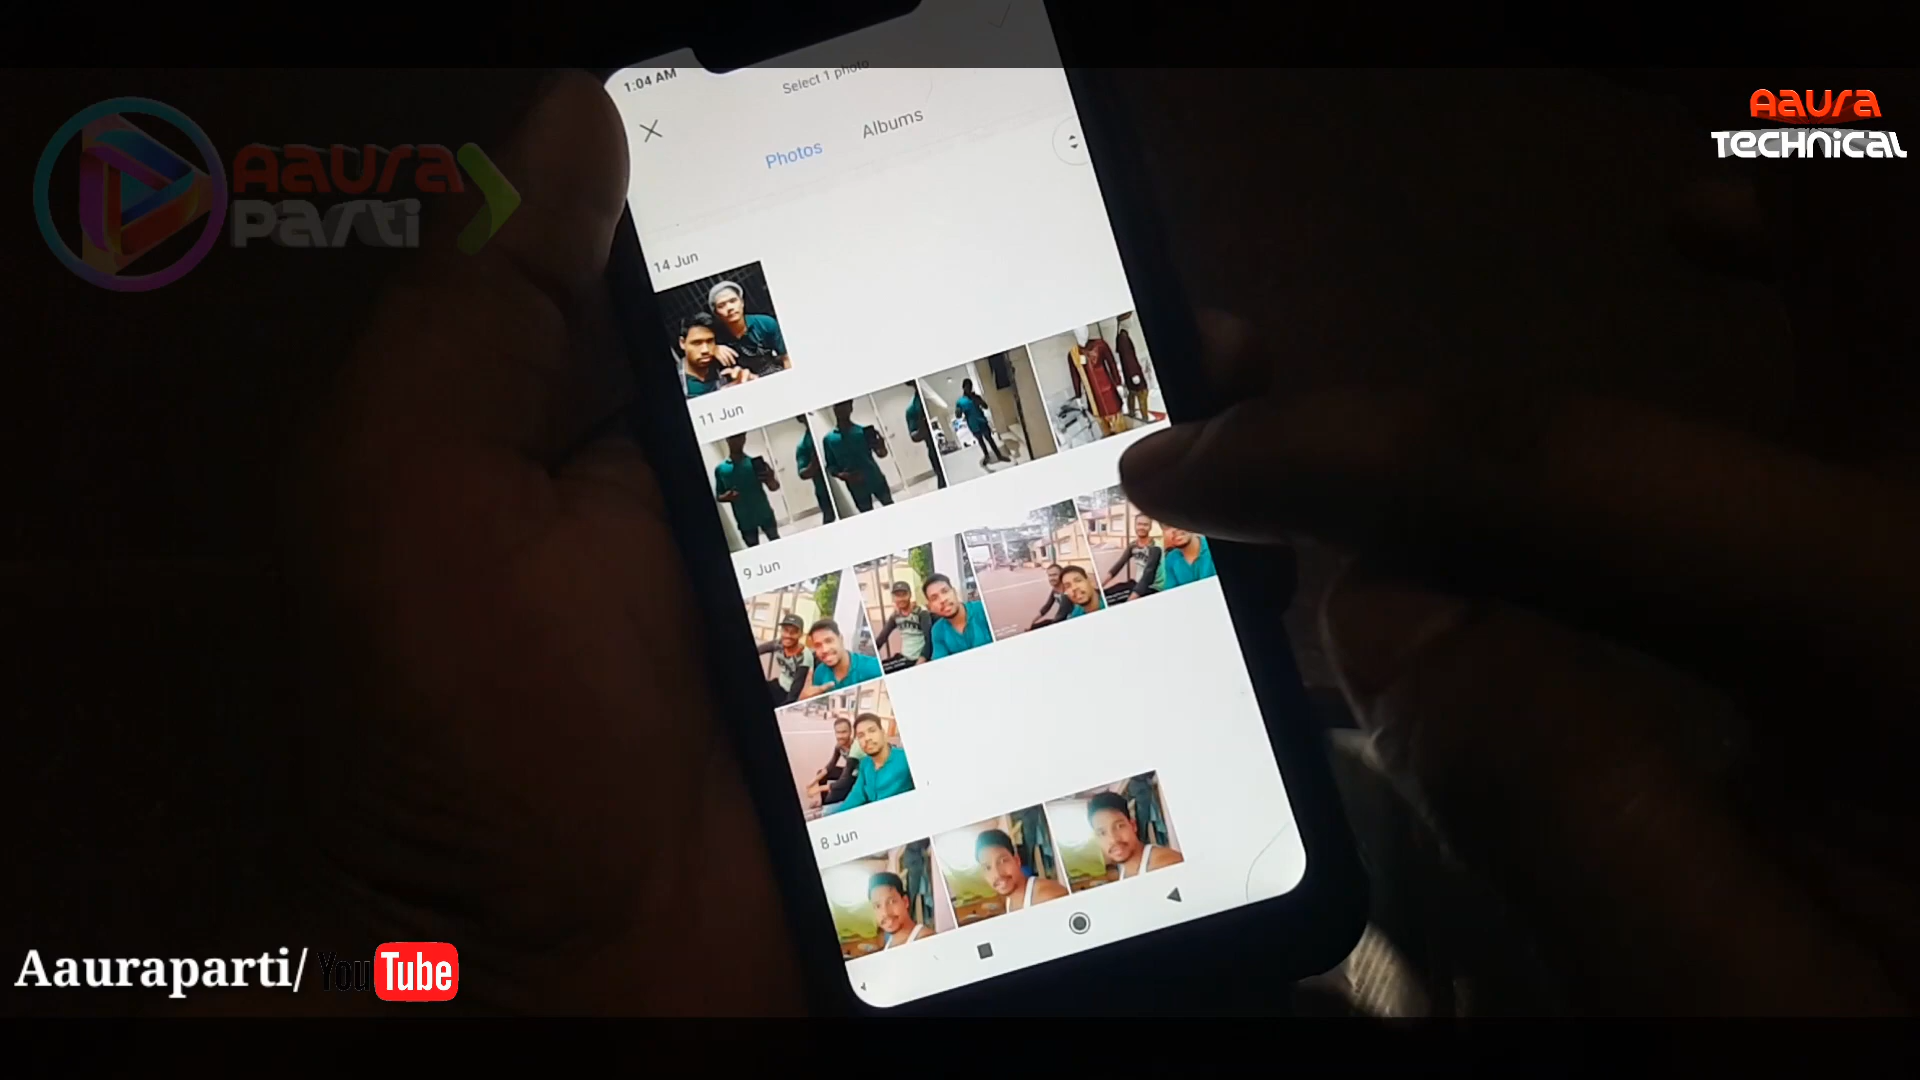 1:04 AM
Select 1 photo
Photos
Albums
14 Jun
11 Jun
9 Jun
8 Jun
Aaura
Parti
Aaura
Technical
Aauraparti/ YouTube